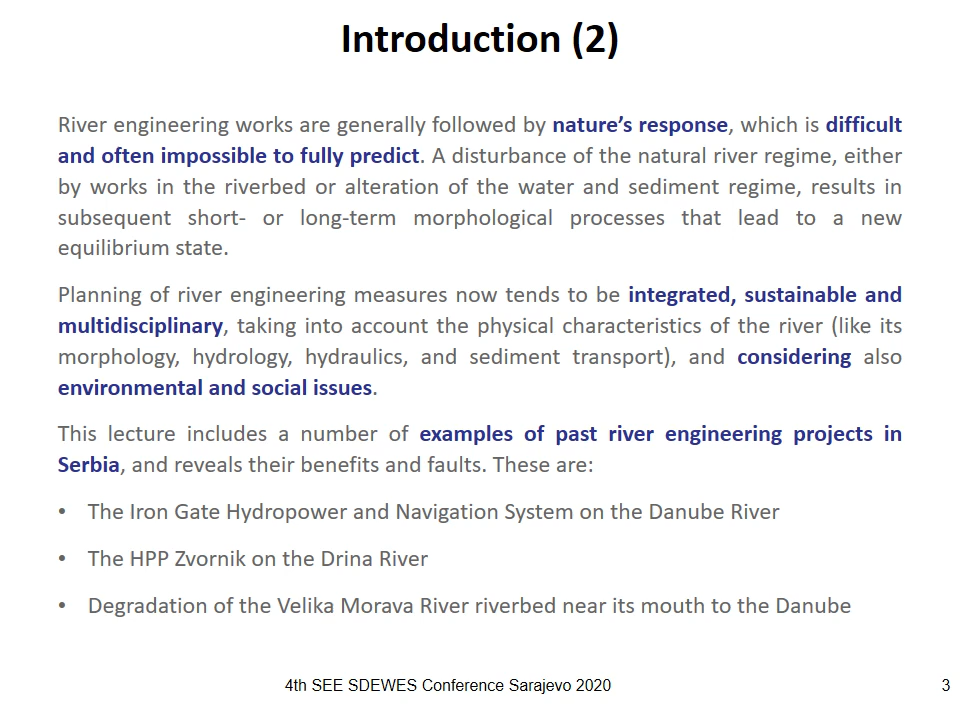 Introduction (2)
River engineering works are generally followed by nature’s response, which is difficult
and often impossible to fully predict. A disturbance of the natural river regime, either
by works in the riverbed or alteration of the water and sediment regime, results in
subsequent short- or long-term morphological processes that lead to a new
equilibrium state.
Planning of river engineering measures now tends to be integrated, sustainable and
multidisciplinary, taking into account the physical characteristics of the river (like its
morphology, hydrology, hydraulics, and sediment transport), and considering also
environmental and social issues.
This lecture includes a number of examples of past river engineering projects in
Serbia, and reveals their benefits and faults. These are:
• The Iron Gate Hydropower and Navigation System on the Danube River
• The HPP Zvornik on the Drina River
• Degradation of the Velika Morava River riverbed near its mouth to the Danube
4th SEE SDEWES Conference Sarajevo 2020 3